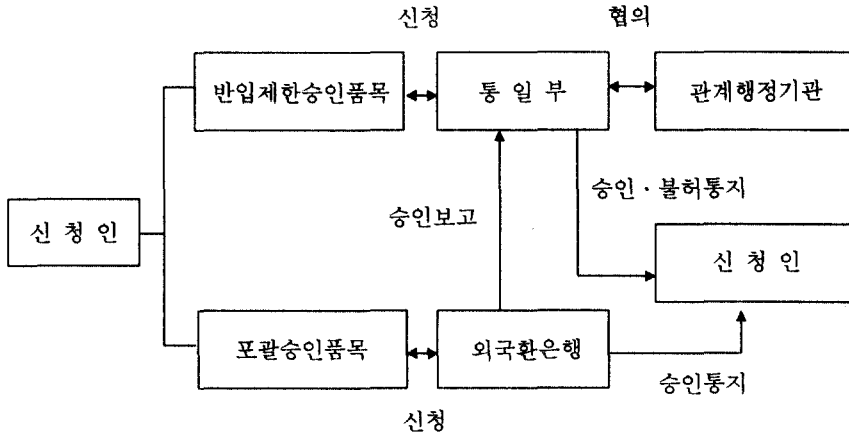 신청
협의
반입제한승인품목
통 일 부
관계행정기관
승인 · 불허통지
승인보고
신 청 인
신 청 인
포괄승인품목
외국환은행
승인통지
신청